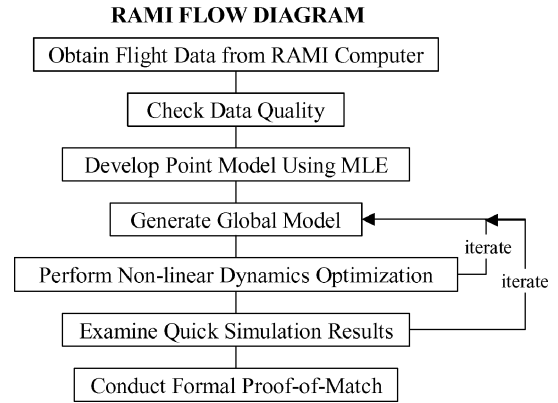 RAMI FLOW DIAGRAM
Obtain Flight Data from RAMI Computer
Check Data Quality
Develop Point Model Using MLE
Generate Global Model
iterate
Perform Non-linear Dynamics Optimization
iterate
Examine Quick Simulation Results
Conduct Formal Proof-of-Match